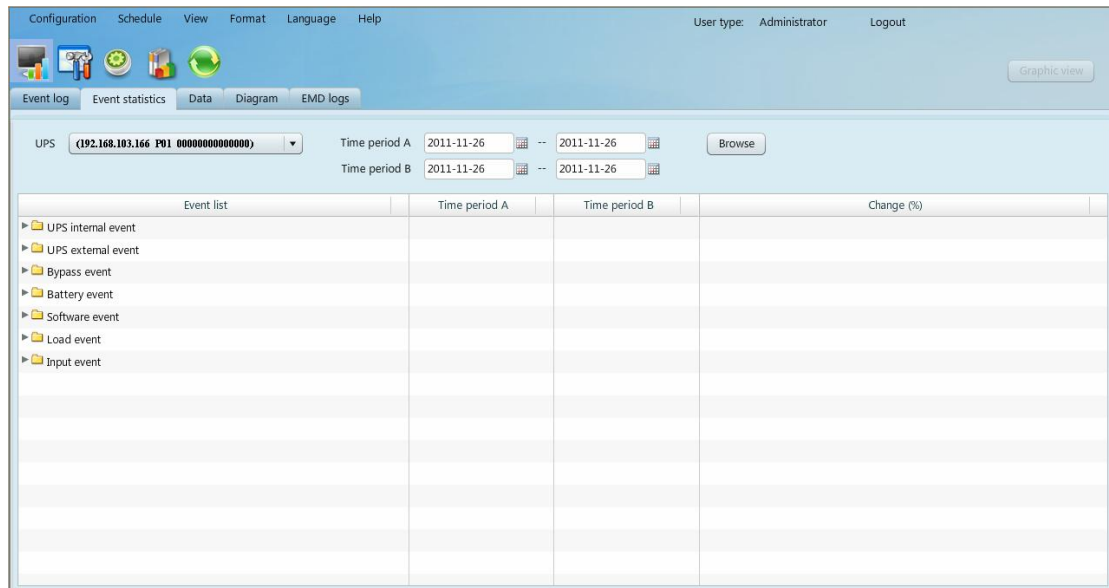 Configuration Schedule View Format Language Help User type: Administrator Logout
Graphic view
Event log Event statistics Data Diagram EMD logs
UPS (192.168.103.166 P01 00000000000000) Time period A 2011-11-26 -- 2011-11-26 Browse
Time period B 2011-11-26 -- 2011-11-26
Event list Time period A Time period B Change (%)
UPS internal event
UPS external event
Bypass event
Battery event
Software event
Load event
Input event